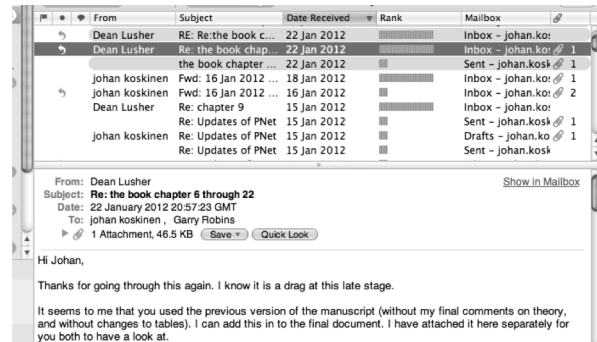 From Subject Date Received Rank Mailbox
Dean Lusher RE: Re:the book c... 22 Jan 2012 Inbox – johan.ko
Dean Lusher Re: the book chap... 22 Jan 2012 Inbox – johan.ko 1
the book chapter ... 22 Jan 2012 Sent – johan.kosk 1
johan koskinen Fwd: 16 Jan 2012 ... 18 Jan 2012 Inbox – johan.ko 1
johan koskinen Fwd: 16 Jan 2012 ... 16 Jan 2012 Inbox – johan.ko 2
Dean Lusher Re: chapter 9 15 Jan 2012 Inbox – johan.ko
Re: Updates of PNet 15 Jan 2012 Sent – johan.kosk 1
johan koskinen Re: Updates of PNet 15 Jan 2012 Drafts – johan.ko 1
Re: Updates of PNet 15 Jan 2012 Sent – johan.kosk
From: Dean Lusher Show in Mailbox
Subject: Re: the book chapter 6 through 22
Date: 22 January 2012 20:57:23 GMT
To: johan koskinen , Garry Robins
1 Attachment, 46.5 KB Save Quick Look
Hi Johan,
Thanks for going through this again. I know it is a drag at this late stage.
It seems to me that you used the previous version of the manuscript (without my final comments on theory,
and without changes to tables). I can add this in to the final document. I have attached it here separately for
you both to have a look at.